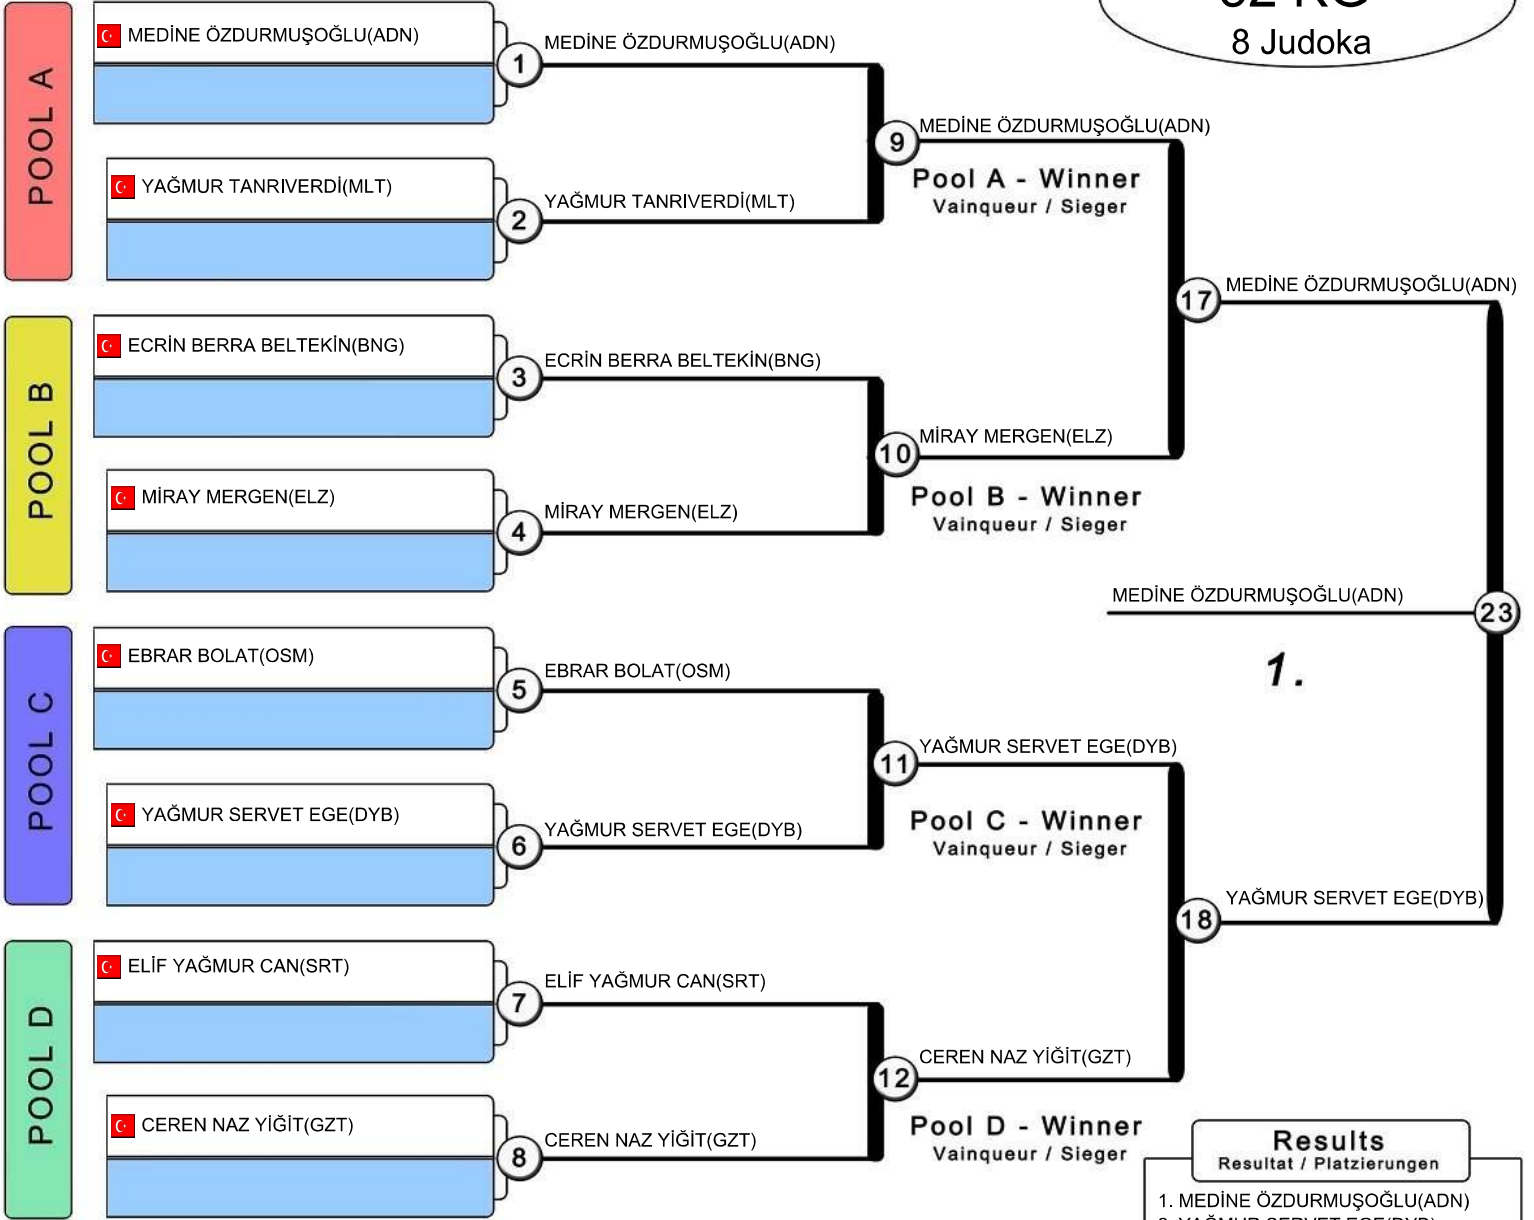 8 Judoka
POOL A
MEDİNE ÖZDURMUŞOĞLU(ADN)
1
MEDİNE ÖZDURMUŞOĞLU(ADN)
YAĞMUR TANRIVERDİ(MLT)
2
YAĞMUR TANRIVERDİ(MLT)
9
MEDİNE ÖZDURMUŞOĞLU(ADN)
Pool A - Winner
Vainqueur / Sieger
POOL B
ECRİN BERRA BELTEKİN(BNG)
3
ECRİN BERRA BELTEKİN(BNG)
MİRAY MERGEN(ELZ)
4
MİRAY MERGEN(ELZ)
10
MİRAY MERGEN(ELZ)
Pool B - Winner
Vainqueur / Sieger
17
MEDİNE ÖZDURMUŞOĞLU(ADN)
MEDİNE ÖZDURMUŞOĞLU(ADN)
23
1.
POOL C
EBRAR BOLAT(OSM)
5
EBRAR BOLAT(OSM)
YAĞMUR SERVET EGE(DYB)
6
YAĞMUR SERVET EGE(DYB)
11
YAĞMUR SERVET EGE(DYB)
Pool C - Winner
Vainqueur / Sieger
18
YAĞMUR SERVET EGE(DYB)
POOL D
ELİF YAĞMUR CAN(SRT)
7
ELİF YAĞMUR CAN(SRT)
CEREN NAZ YİĞİT(GZT)
8
CEREN NAZ YİĞİT(GZT)
12
CEREN NAZ YİĞİT(GZT)
Pool D - Winner
Vainqueur / Sieger
Results
Resultat / Platzierungen
1. MEDİNE ÖZDURMUŞOĞLU(ADN)